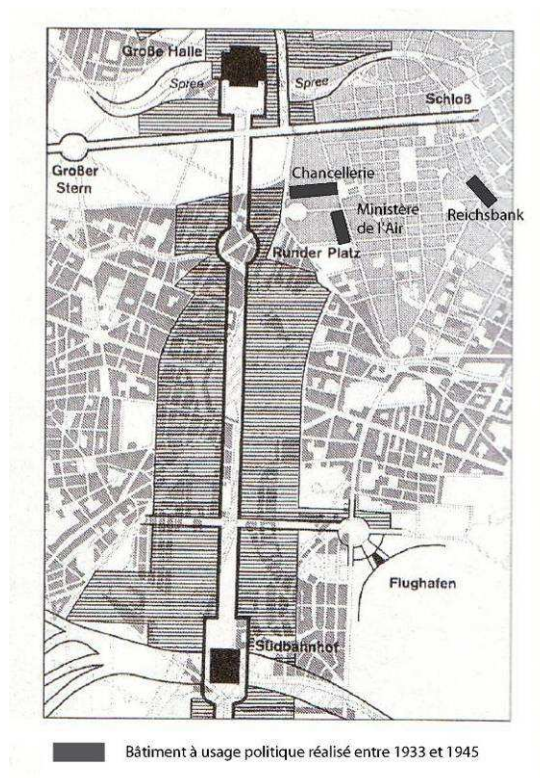 Große Halle
Spree
Spree
Schloß
Großer
Stern
Chancellerie
Ministère
de l'Air
Reichsbank
Runder Platz
Flughafen
Südbahnhof
Bâtiment à usage politique réalisé entre 1933 et 1945